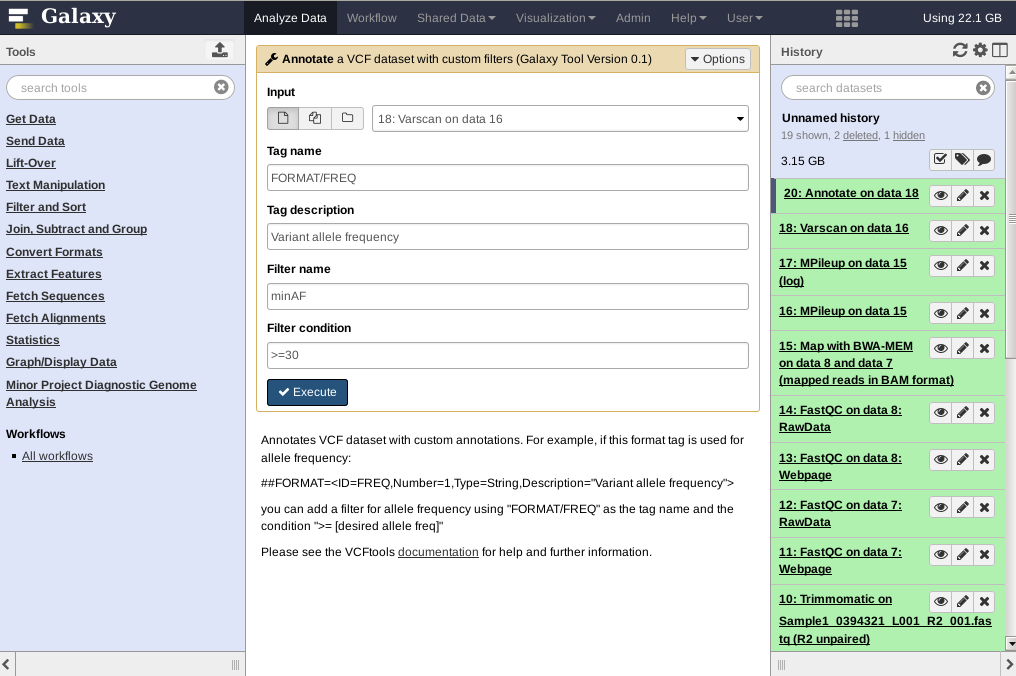 Galaxy
Analyze Data Workflow Shared Data Visualization Admin Help User
Using 22.1 GB
Tools
search tools
Get Data
Send Data
Lift-Over
Text Manipulation
Filter and Sort
Join, Subtract and Group
Convert Formats
Extract Features
Fetch Sequences
Fetch Alignments
Statistics
Graph/Display Data
Minor Project Diagnostic Genome
Analysis
Workflows
All workflows
Annotate a VCF dataset with custom filters (Galaxy Tool Version 0.1)
Options
Input
18: Varscan on data 16
Tag name
FORMAT/FREQ
Tag description
Variant allele frequency
Filter name
minAF
Filter condition
>=30
Execute
Annotates VCF dataset with custom annotations. For example, if this format tag is used for
allele frequency:
##FORMAT=<ID=FREQ,Number=1,Type=String,Description="Variant allele frequency">
you can add a filter for allele frequency using "FORMAT/FREQ" as the tag name and the
condition ">= [desired allele freq]"
Please see the VCFtools documentation for help and further information.
History
search datasets
Unnamed history
19 shown, 2 deleted, 1 hidden
3.15 GB
20: Annotate on data 18
18: Varscan on data 16
17: MPileup on data 15
(log)
16: MPileup on data 15
15: Map with BWA-MEM
on data 8 and data 7
(mapped reads in BAM format)
14: FastQC on data 8:
RawData
13: FastQC on data 8:
Webpage
12: FastQC on data 7:
RawData
11: FastQC on data 7:
Webpage
10: Trimmomatic on
Sample1_0394321_L001_R2_001.fas
tq (R2 unpaired)